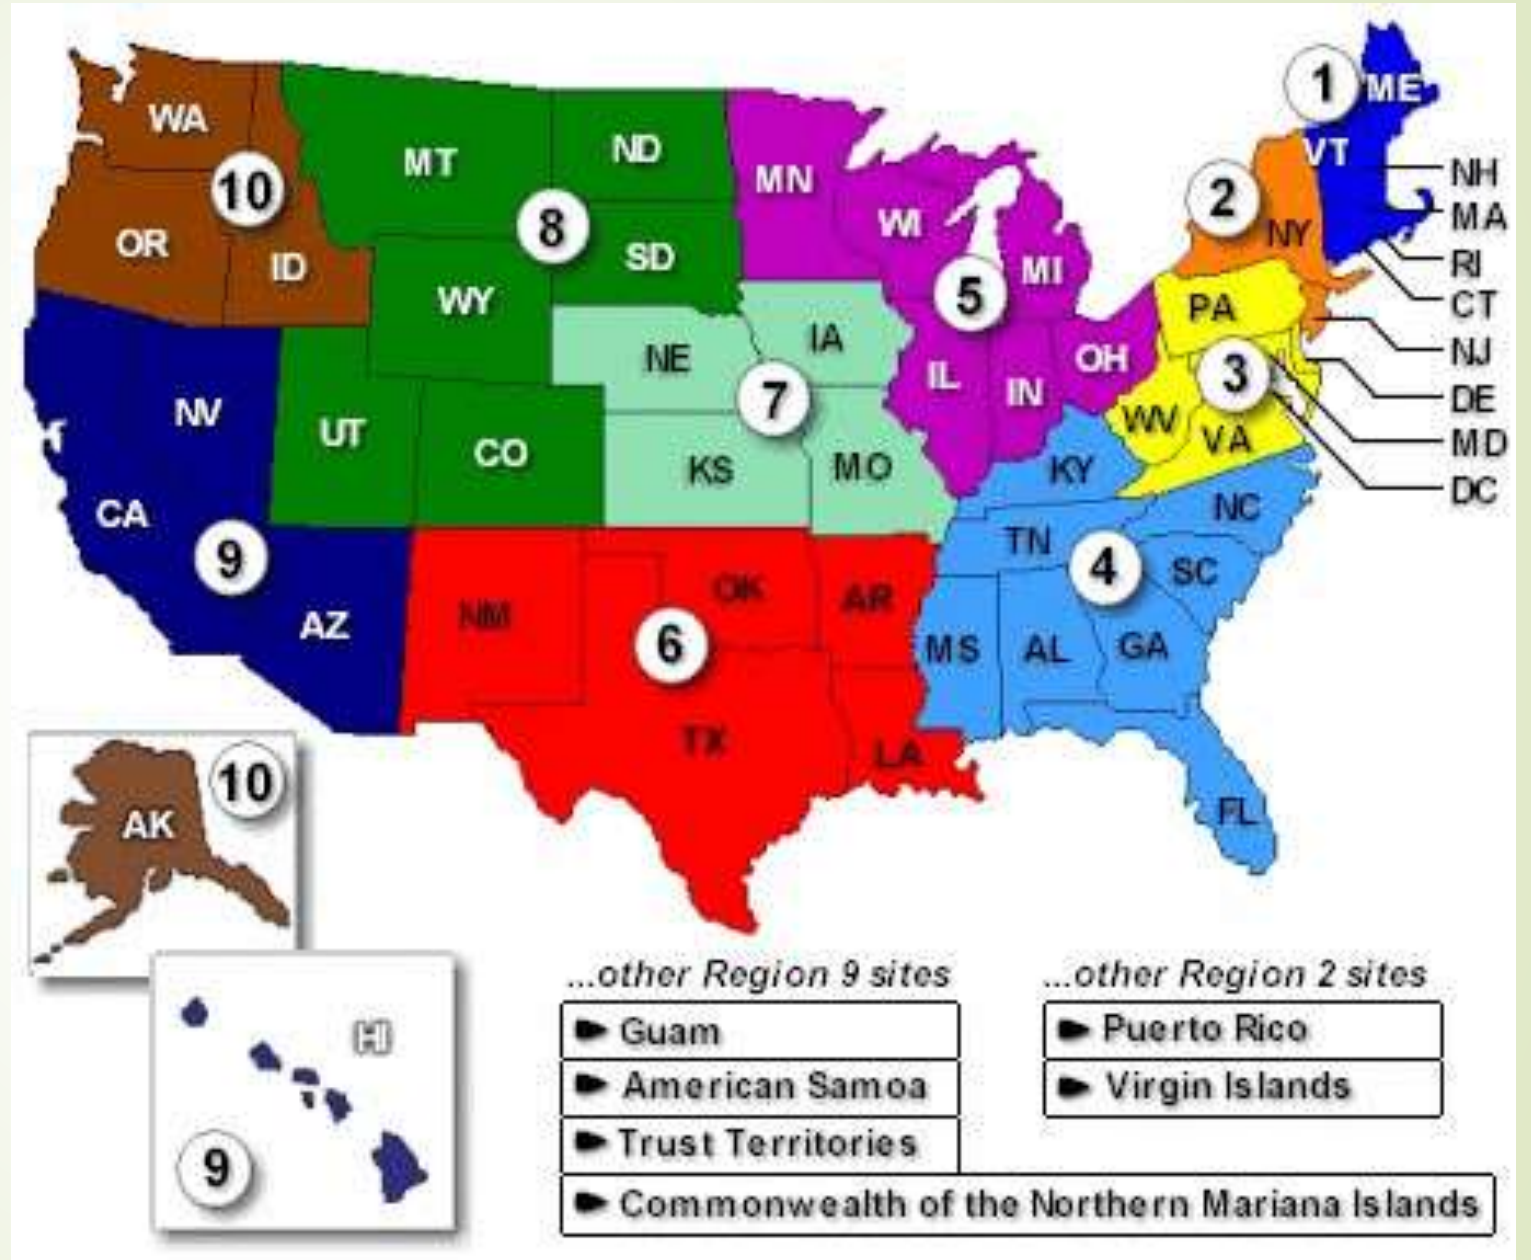 1
ME
WA
VT
MT
ND
MN
NH
10
2
MA
8
WI
NY
OR
ID
SD
MI
RI
5
WY
PA
CT
IA
NE
OH
NJ
3
IL
IN
DE
7
NV
WV
UT
CO
VA
MD
KS
MO
KY
DC
CA
NC
TN
9
4
SC
OK
AR
NM
AZ
6
MS
AL
GA
TX
LA
10
AK
FL
...other Region 9 sites
Guam
American Samoa
Trust Territories
Commonwealth of the Northern Mariana Islands
...other Region 2 sites
Puerto Rico
Virgin Islands
HI
9